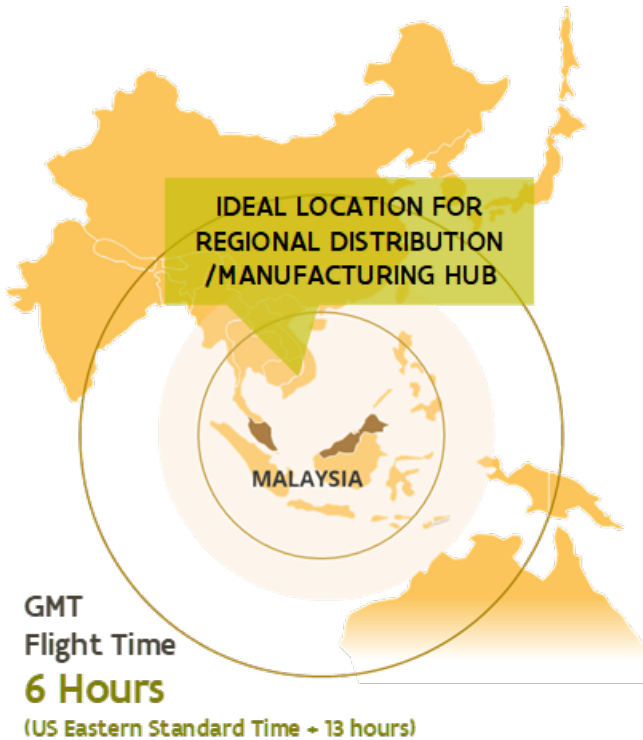 IDEAL LOCATION FOR
REGIONAL DISTRIBUTION
/MANUFACTURING HUB
MALAYSIA
GMT
Flight Time
6 Hours
(US Eastern Standard Time + 13 hours)